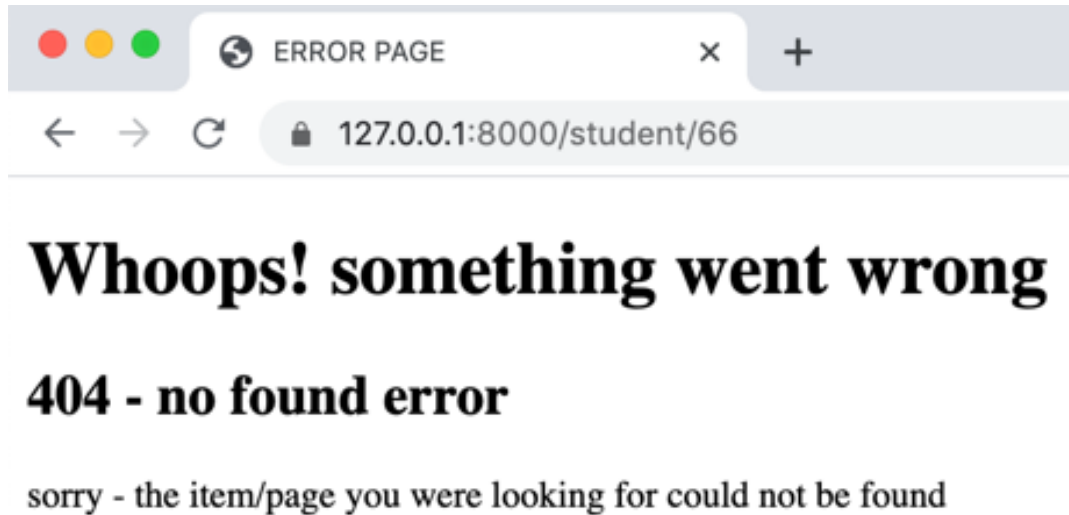 ERROR PAGE
127.0.0.1:8000/student/66
Whoops! something went wrong
404 - no found error
sorry - the item/page you were looking for could not be found